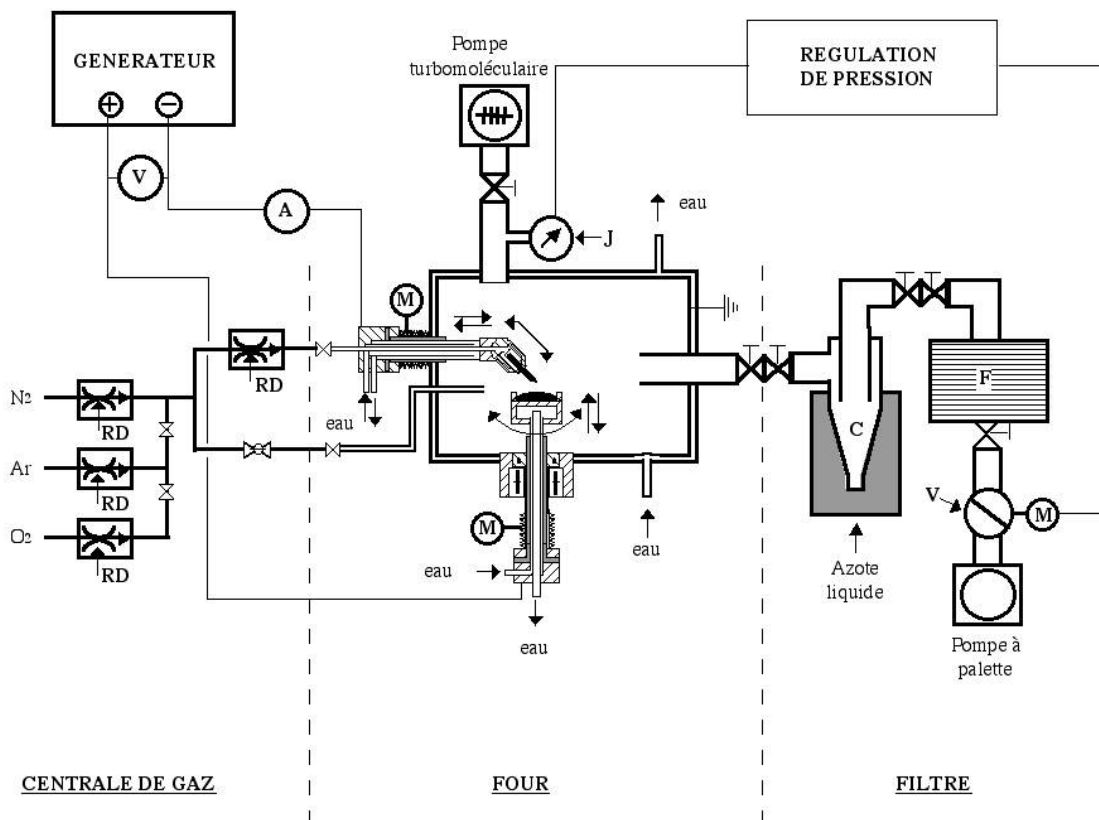 GENERATEUR
+
−
V
A
Pompe
turbomoléculaire
REGULATION
DE PRESSION
J
eau
M
RD
N2
RD
Ar
RD
O2
RD
eau
eau
M
eau
eau
C
F
V
M
Azote
liquide
Pompe à
palette
CENTRALE DE GAZ
FOUR
FILTRE